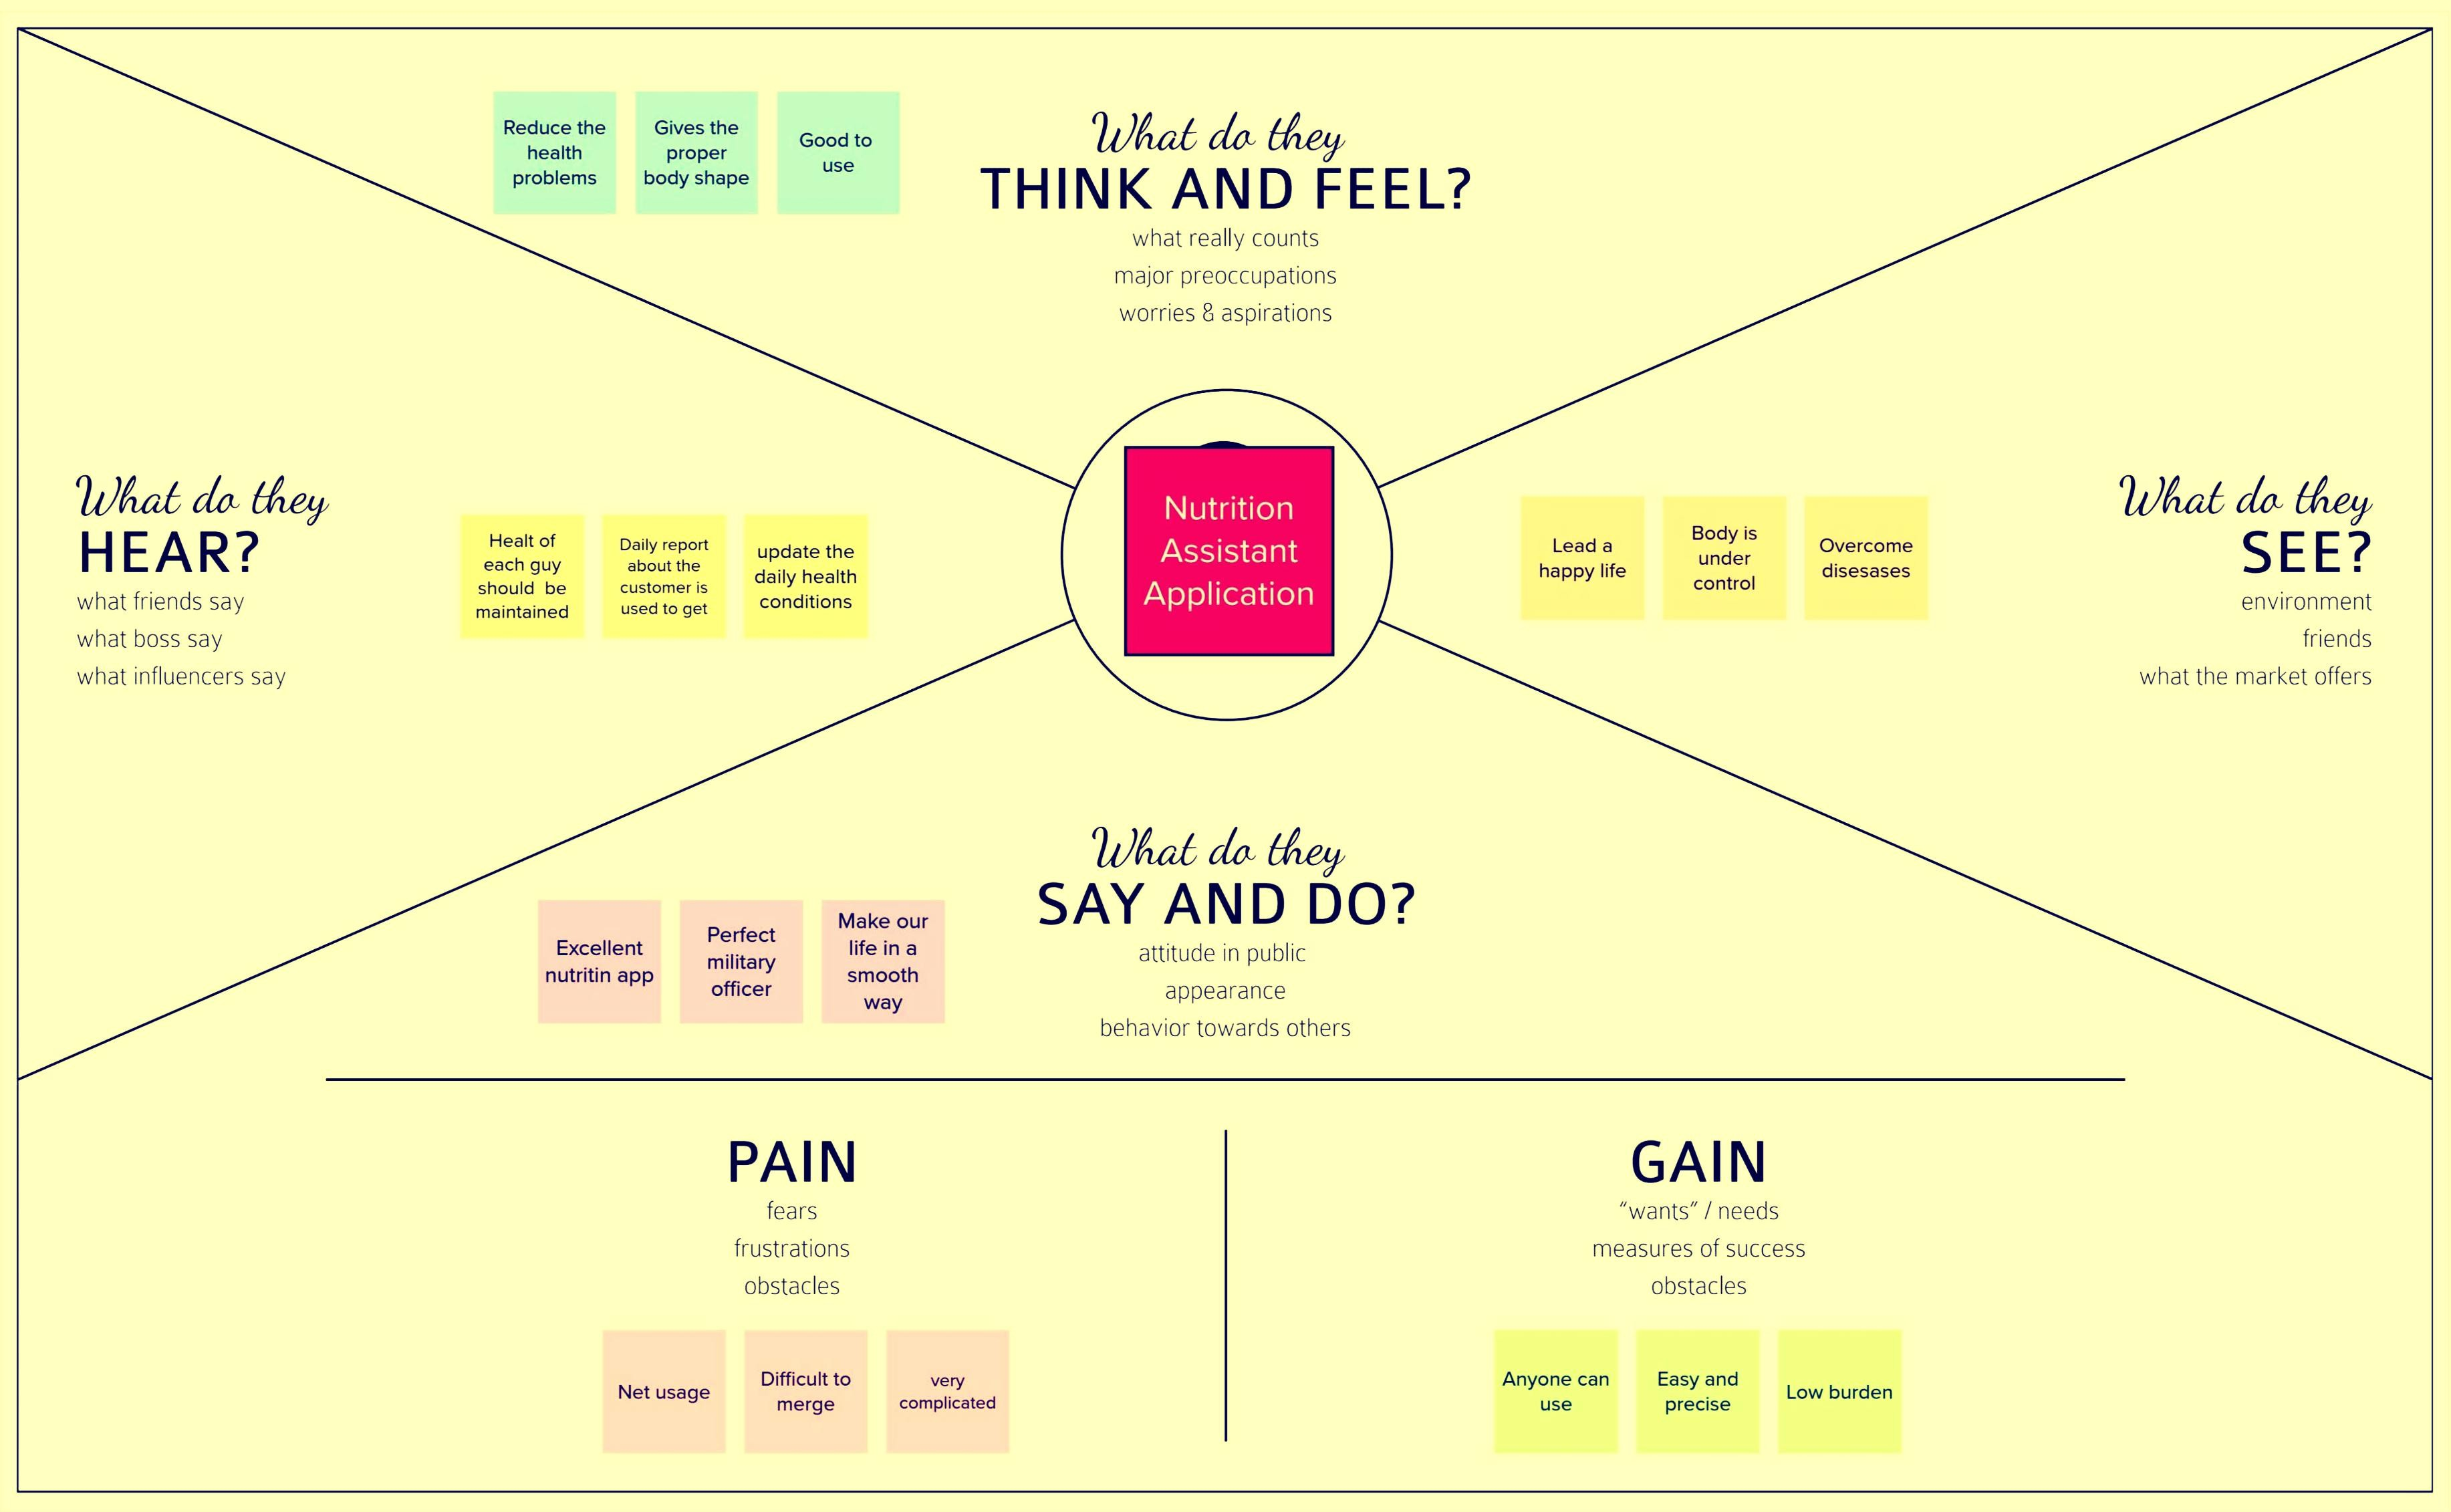 Reduce the
health
problems
Gives the
proper
body shape
Good to
use
What do they
THINK AND FEEL?
what really counts
major preoccupations
worries & aspirations
What do they
HEAR?
what friends say
what boss say
what influencers say
Healt of
each guy
should be
maintained
Daily report
about the
customer is
used to get
update the
daily health
conditions
Nutrition
Assistant
Application
Lead a
happy life
Body is
under
control
Overcome
disesases
What do they
SEE?
environment
friends
what the market offers
What do they
SAY AND DO?
attitude in public
appearance
behavior towards others
Excellent
nutritin app
Perfect
military
officer
Make our
life in a
smooth
way
PAIN
fears
frustrations
obstacles
Net usage
Difficult to
merge
very
complicated
GAIN
“wants” / needs
measures of success
obstacles
Anyone can
use
Easy and
precise
Low burden